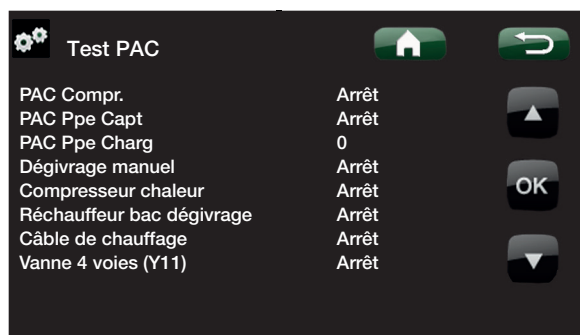 Test PAC
PAC Compr. Arrêt
PAC Ppe Capt Arrêt
PAC Ppe Charg 0
Dégivrage manuel Arrêt
Compresseur chaleur Arrêt
Réchauffeur bac dégivrage Arrêt
Câble de chauffage Arrêt
Vanne 4 voies (Y11) Arrêt
OK